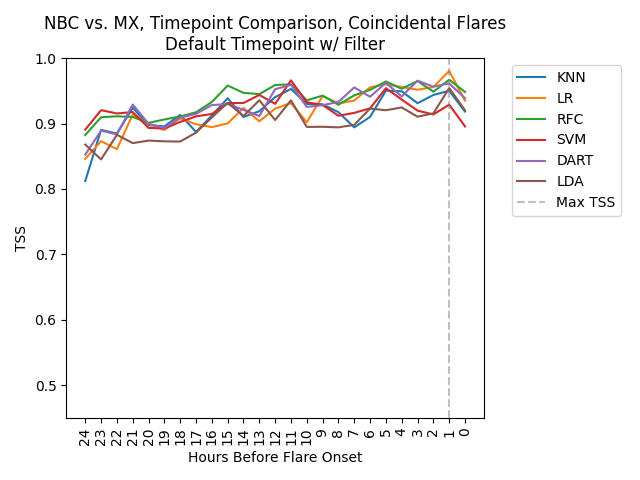 NBC vs. MX, Timepoint Comparison, Coincidental Flares
Default Timepoint w/ Filter
1.0
0.9
0.8
0.7
0.6
0.5
TSS
24 23 22 21 20 19 18 17 16 15 14 13 12 11 10 9 8 7 6 5 4 3 2 1 0
Hours Before Flare Onset
KNN
LR
RFC
SVM
DART
LDA
Max TSS